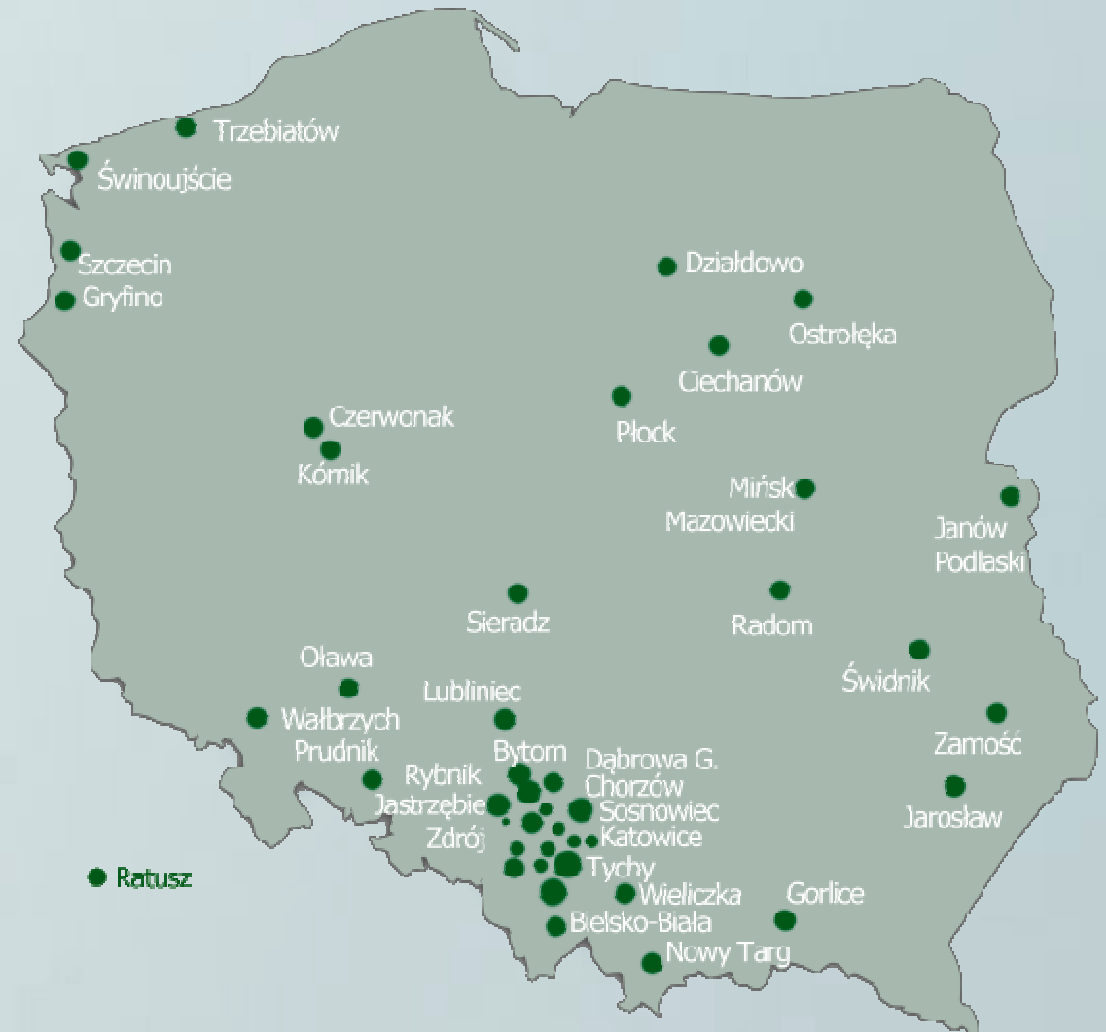 Trzebiatów
Świnoujście
Szczecin
Gryfino
Działdowo
Ostrołęka
Ciechanów
Płock
Czerwonak
Kórnik
Mińsk
Mazowiecki
Janów
Podlaski
Sieradz
Radom
Świdnik
Oława
Lubliniec
Wałbrzych
Zamość
Prudnik
Bytom
Dąbrowa G.
Rybnik
Chorzów
Jastrzębie
Zdrój
Sosnowiec
Jarosław
Katowice
Tychy
Ratusz
Wieliczka
Gorlice
Bielsko-Biała
Nowy Targ